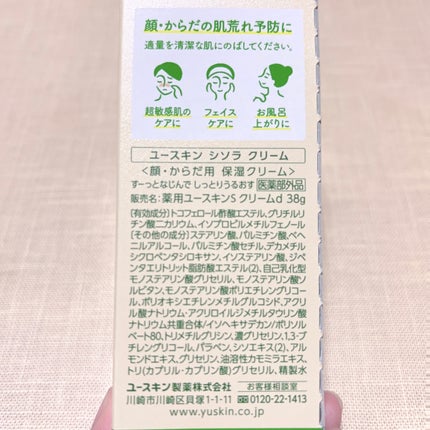 顔・からだの肌荒れ予防に
適量を清潔な肌にのばしてください。
超敏感肌の
ケアに
フェイス
ケアに
お風呂
上がりに
ユースキン シソラ クリーム
〈顔・からだ用 保湿クリーム〉
すーっとなじんで しっとりうるおす 医薬部外品
販売名：薬用ユースキンS クリームd 38g
[有効成分]トコフェロール酢酸エステル、グリチル
リチン酸二カリウム、イソプロピルメチルフェノール
[その他の成分]ステアリン酸、パルミチン酸、ベヘ
ニルアルコール、パルミチン酸セチル、デカメチル
シクロペンタシロキサン、イソステアリン酸、ジペ
ンタエリトリット脂肪酸エステル(2)、自己乳化型
モノステアリン酸グリセリル、モノステアリン酸ソ
ルビタン、モノステアリン酸ポリエチレングリコー
ル、ポリオキシエチレンメチルグルコシド、アクリ
ル酸ナトリウム・アクリロイルジメチルタウリン酸
ナトリウム共重合体/イソヘキサデカン/ポリソル
ベート80、トリメチルグリシン、濃グリセリン、1,3-ブ
チレングリコール、パラベン、シソエキス(2)、アル
モンドエキス、グリセリン、油溶性カモミラエキス、
トリ(カプリル・カプリン酸)グリセリル、精製水
ユースキン製薬株式会社 お客様相談室
川崎市川崎区貝塚1-1-11 0120-22-1413
www.yuskin.co.jp